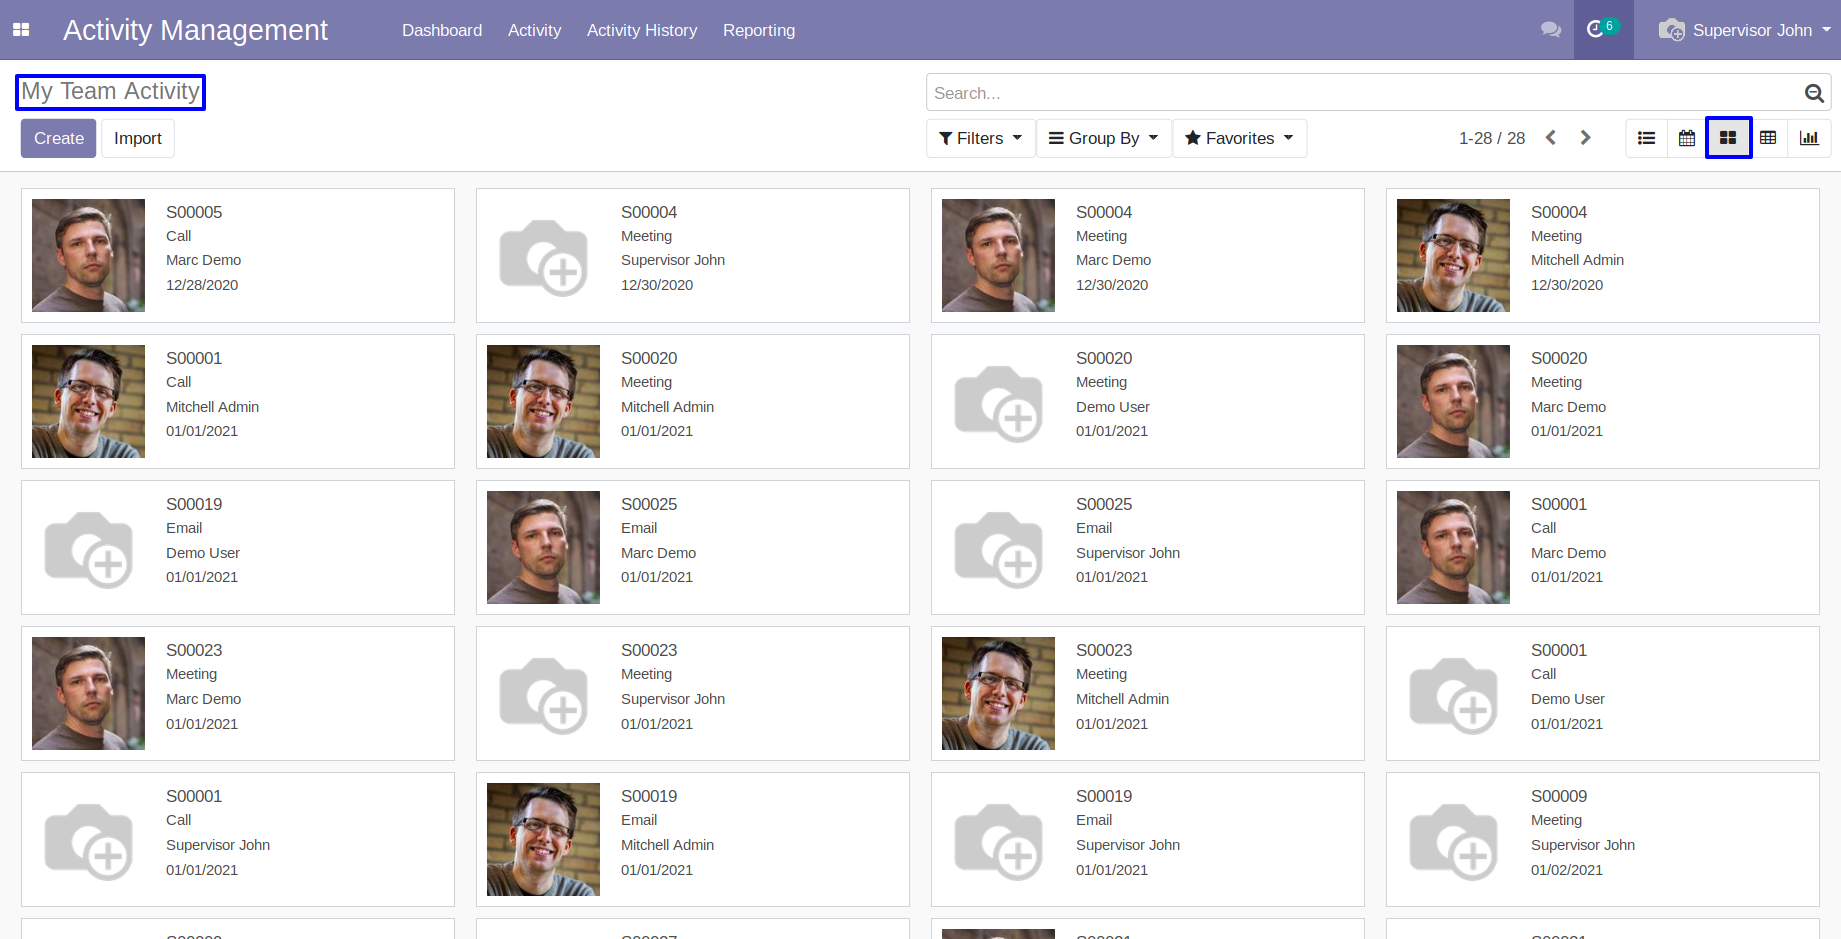 Activity Management
Dashboard
Activity
Activity History
Reporting
6
Supervisor John
My Team Activity
Search...
Create
Import
Filters
Group By
Favorites
1-28 / 28
S00005
Call
Marc Demo
12/28/2020
S00004
Meeting
Supervisor John
12/30/2020
S00004
Meeting
Marc Demo
12/30/2020
S00004
Meeting
Mitchell Admin
12/30/2020
S00001
Call
Mitchell Admin
01/01/2021
S00020
Meeting
Mitchell Admin
01/01/2021
S00020
Meeting
Demo User
01/01/2021
S00020
Meeting
Marc Demo
01/01/2021
S00019
Email
Demo User
01/01/2021
S00025
Email
Marc Demo
01/01/2021
S00025
Email
Supervisor John
01/01/2021
S00001
Call
Marc Demo
01/01/2021
S00023
Meeting
Marc Demo
01/01/2021
S00023
Meeting
Supervisor John
01/01/2021
S00023
Meeting
Mitchell Admin
01/01/2021
S00001
Call
Demo User
01/01/2021
S00001
Call
Supervisor John
01/01/2021
S00019
Email
Mitchell Admin
01/01/2021
S00019
Email
Supervisor John
01/01/2021
S00009
Meeting
Supervisor John
01/02/2021